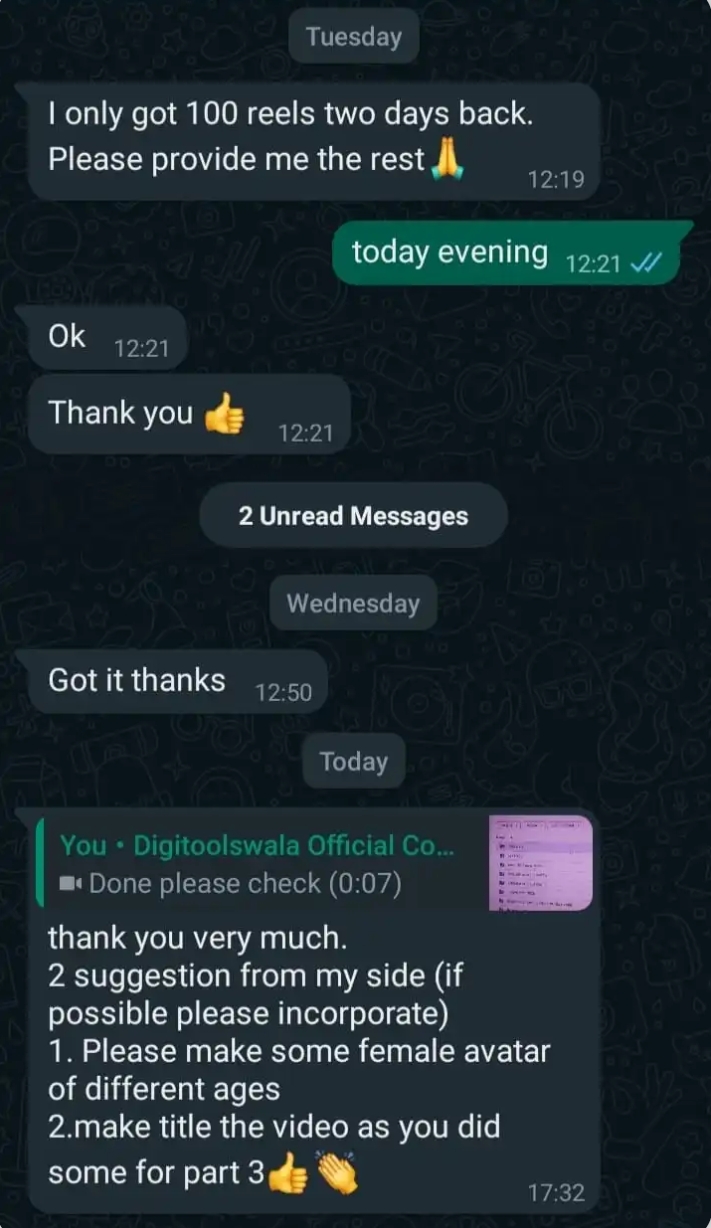 Tuesday
I only got 100 reels two days back.
Please provide me the rest🙏
12:19
today evening 12:21
Ok 12:21
Thank you 👍 12:21
2 Unread Messages
Wednesday
Got it thanks 12:50
Today
You • Digitoolswala Official Co...
Done please check (0:07)
thank you very much.
2 suggestion from my side (if
possible please incorporate)
1. Please make some female avatar
of different ages
2.make title the video as you did
some for part 3👍👏
17:32